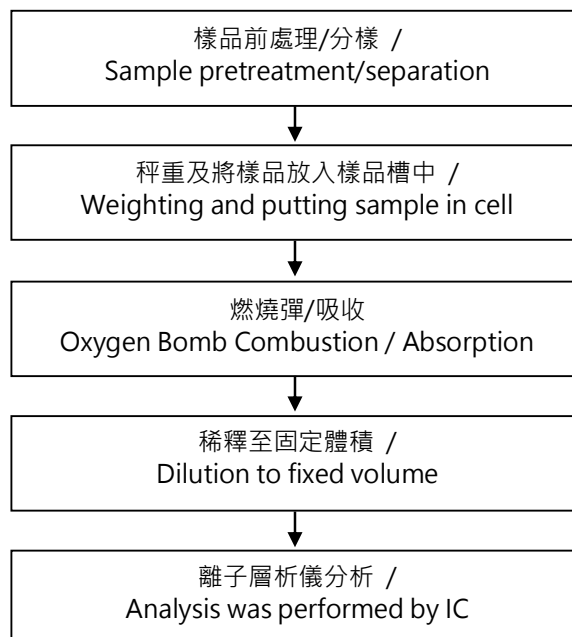 樣品前處理/分樣 /
Sample pretreatment/separation
秤重及將樣品放入樣品槽中 /
Weighting and putting sample in cell
燃燒彈/吸收
Oxygen Bomb Combustion / Absorption
稀釋至固定體積 /
Dilution to fixed volume
離子層析儀分析 /
Analysis was performed by IC